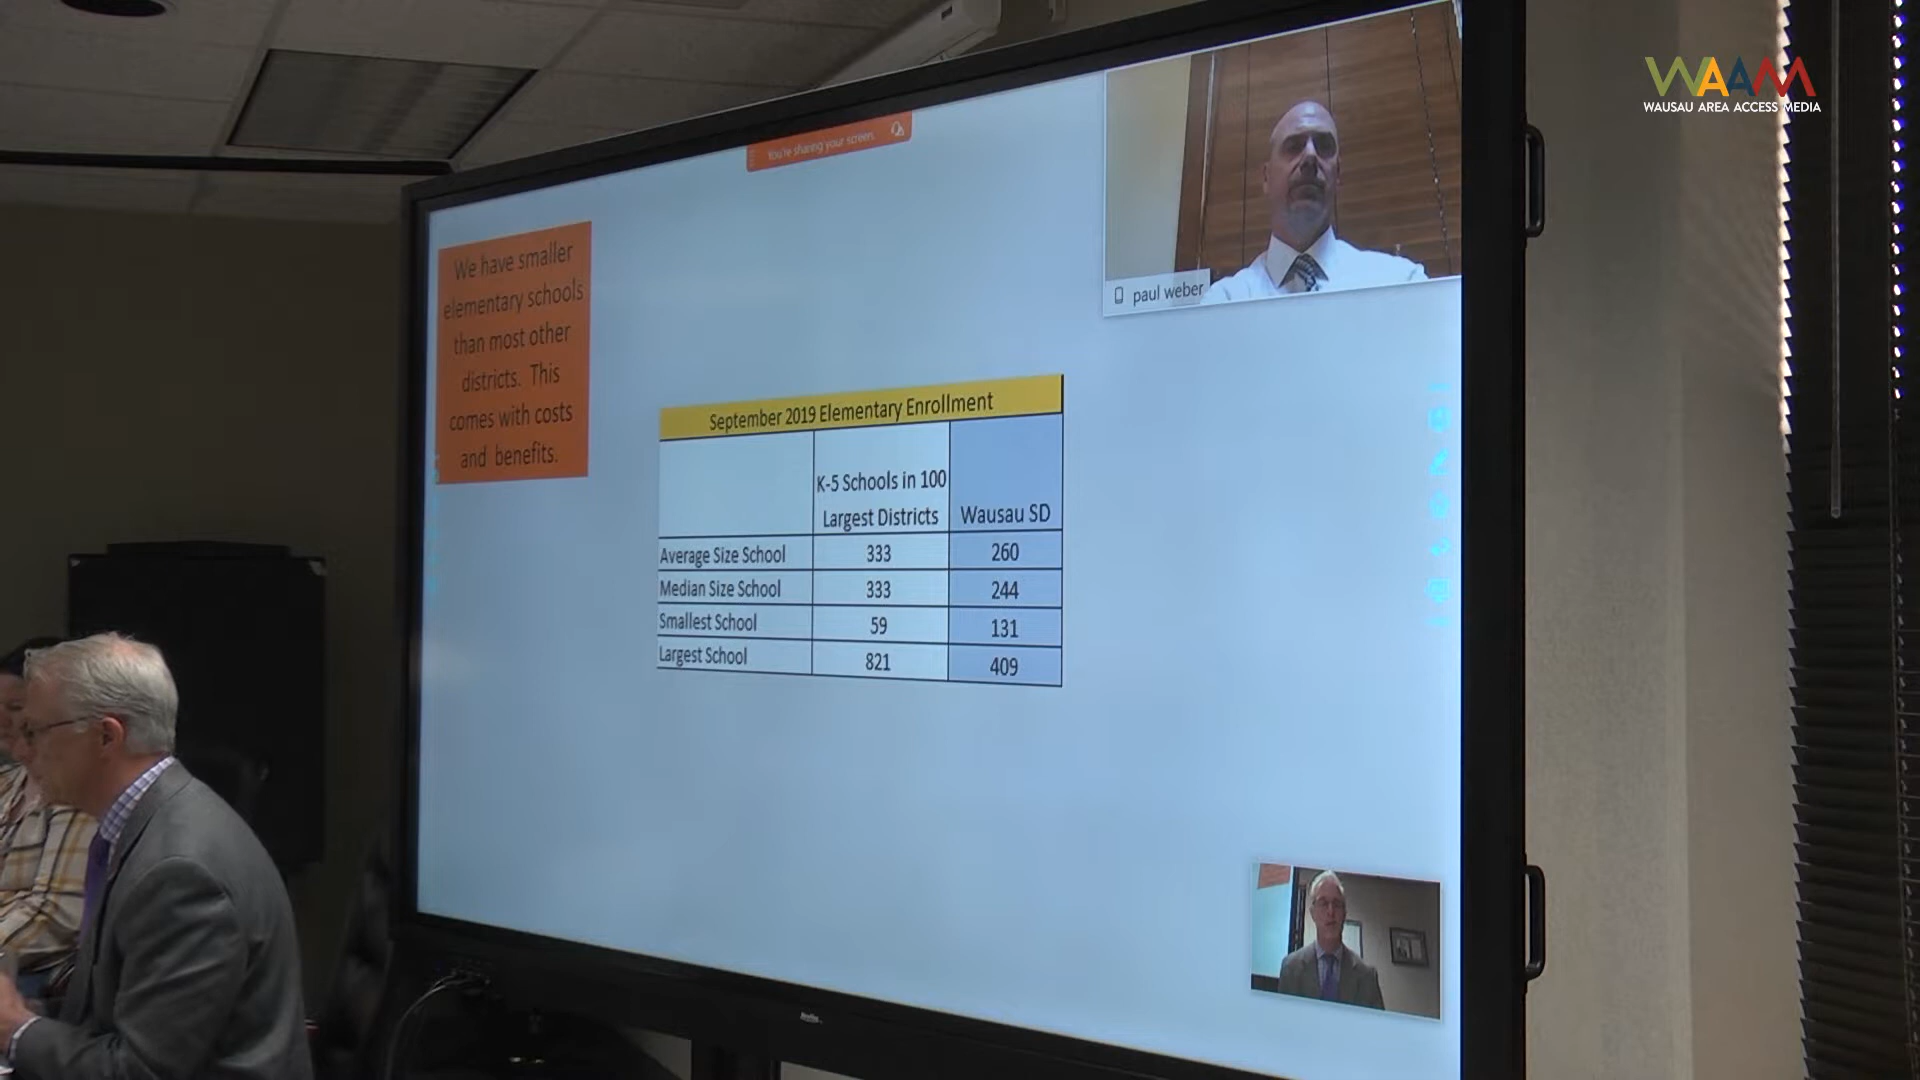 WAAM
WAUSAU AREA ACCESS MEDIA
You're sharing your screen.
We have smaller
elementary schools
than most other
districts. This
comes with costs
and benefits.
paul weber
September 2019 Elementary Enrollment
K-5 Schools in 100
Largest Districts
Wausau SD
Average Size School 333 260
Median Size School 333 244
Smallest School 59 131
Largest School 821 409